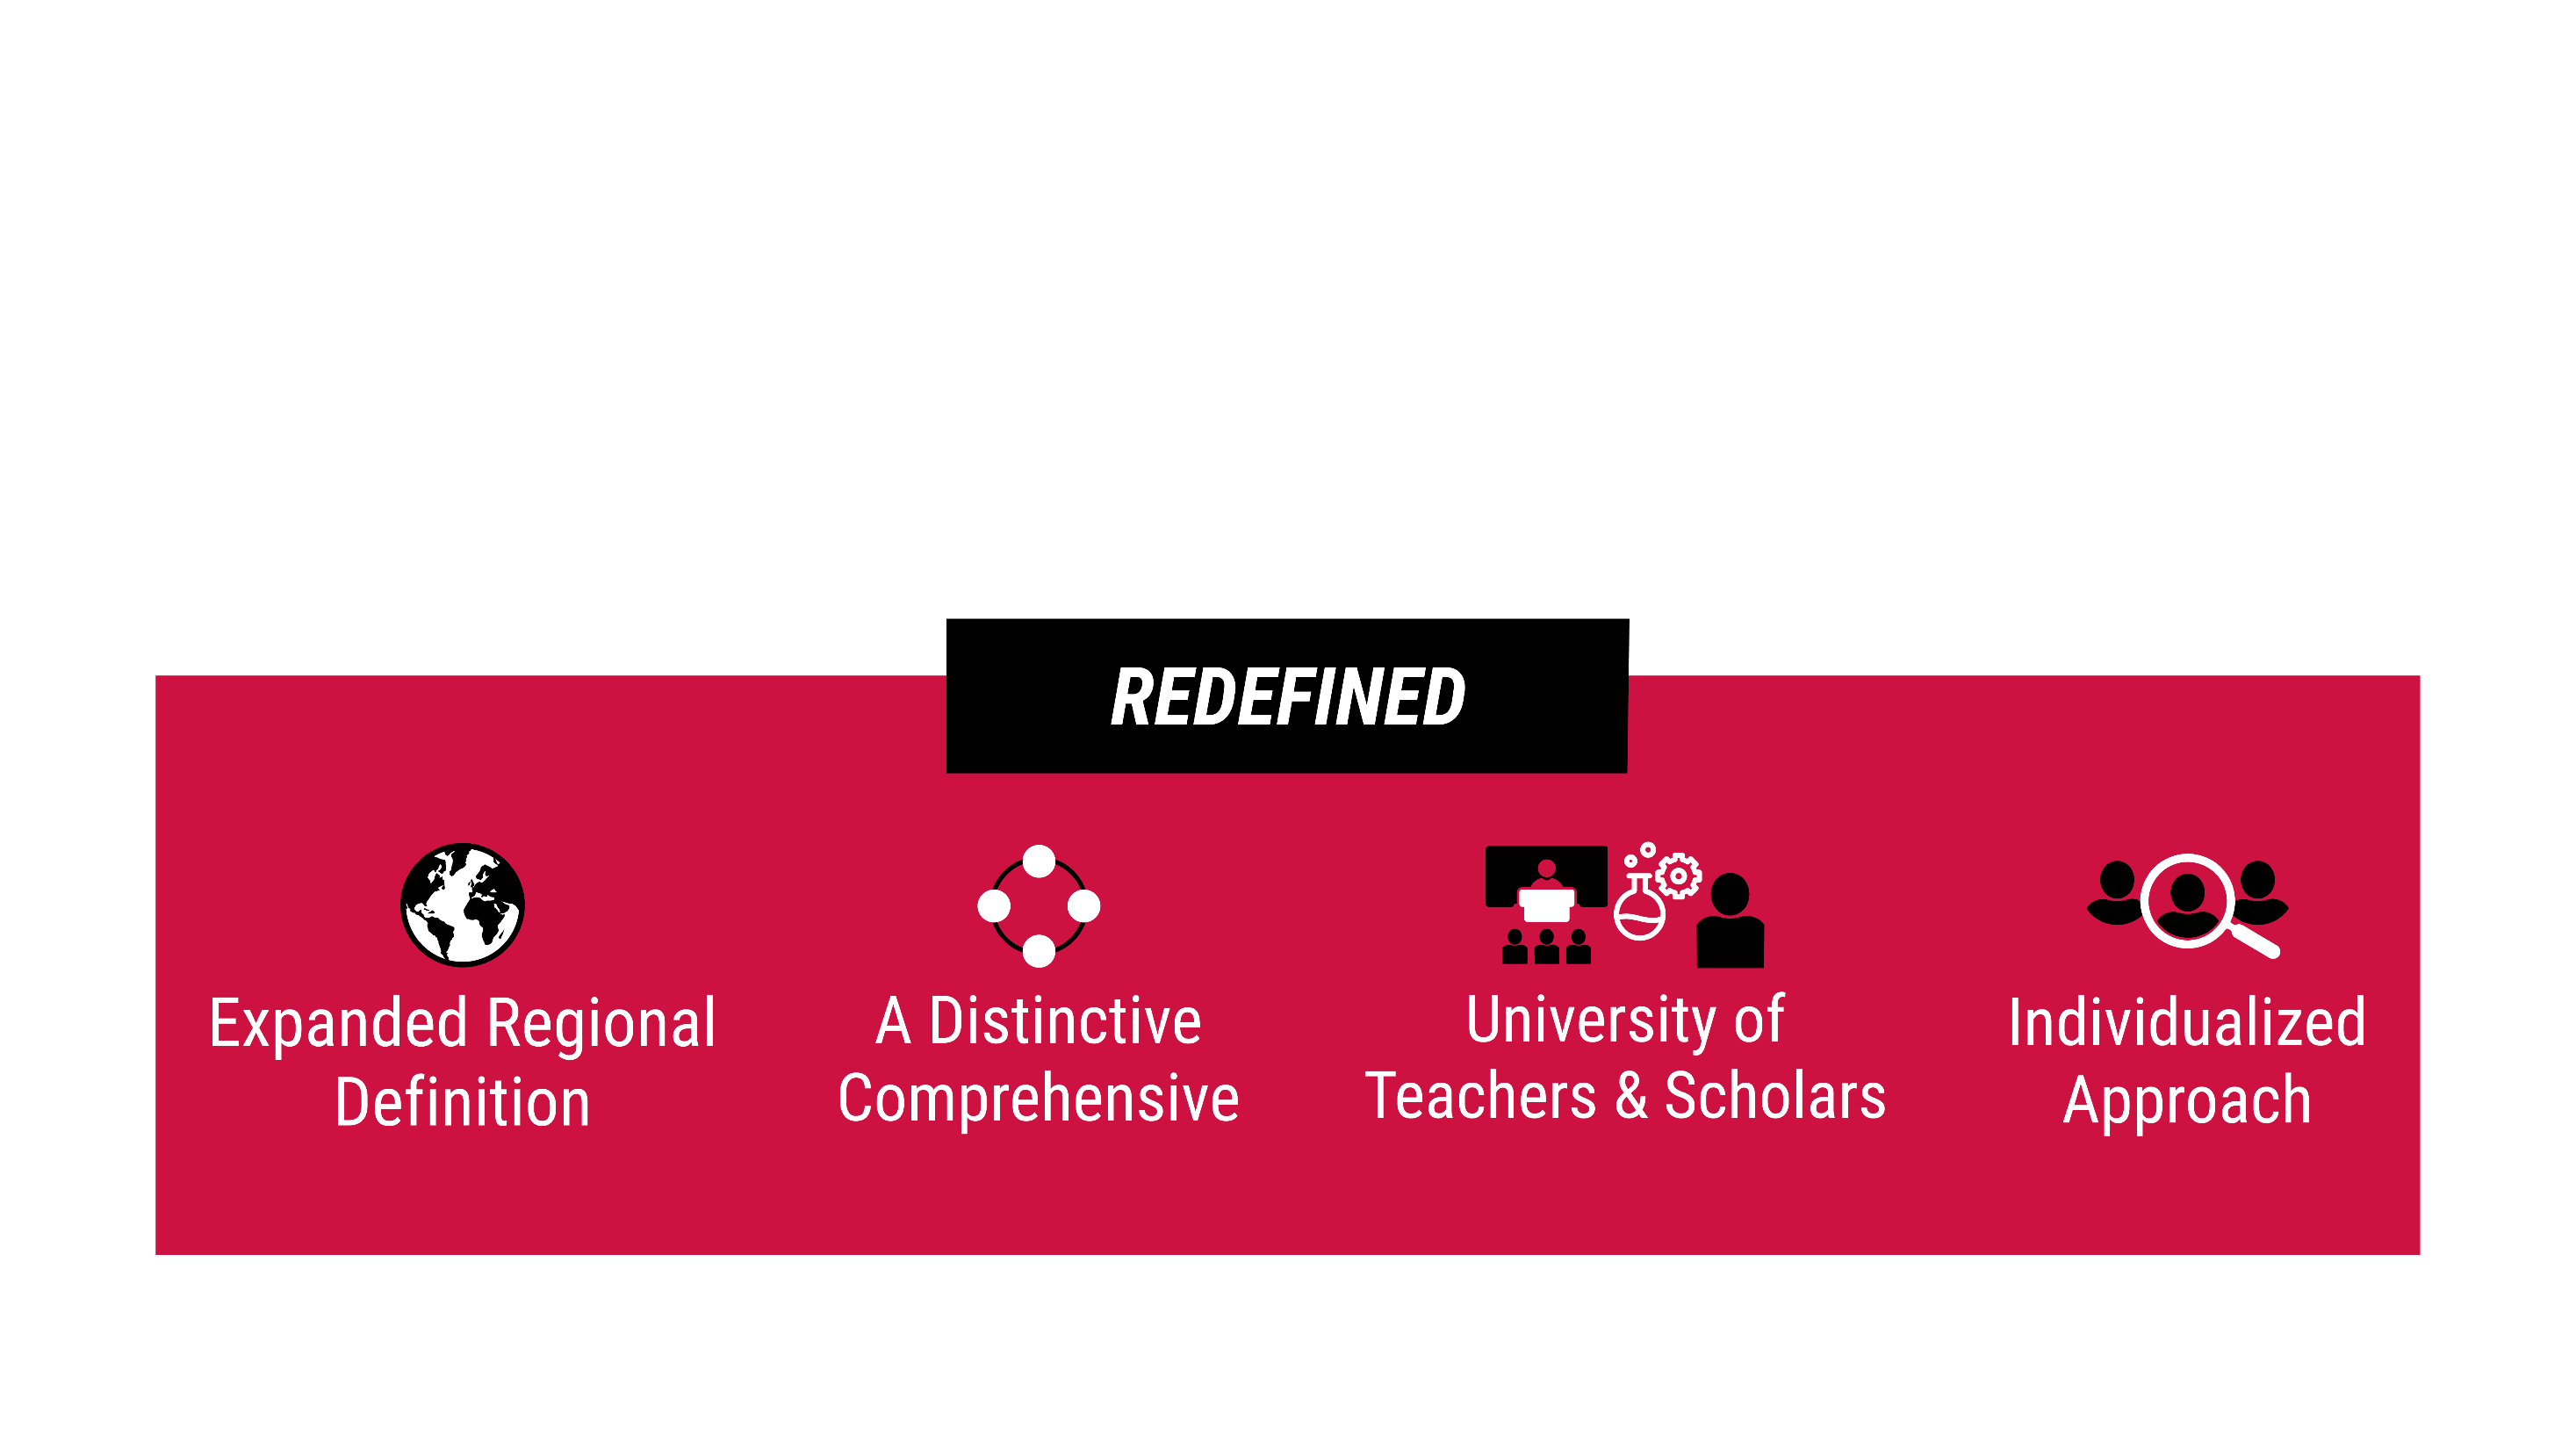 REDEFINED
Expanded Regional
Definition
A Distinctive
Comprehensive
University of
Teachers & Scholars
Individualized
Approach